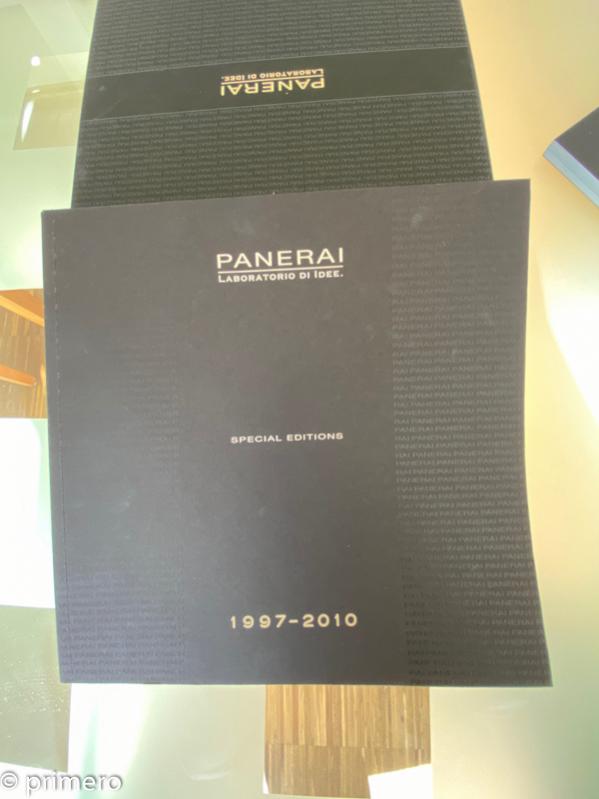 PANERAI
LABORATORIO DI IDEE.
PANERAI
LABORATORIO DI IDEE.
SPECIAL EDITIONS
1997-2010
© primero